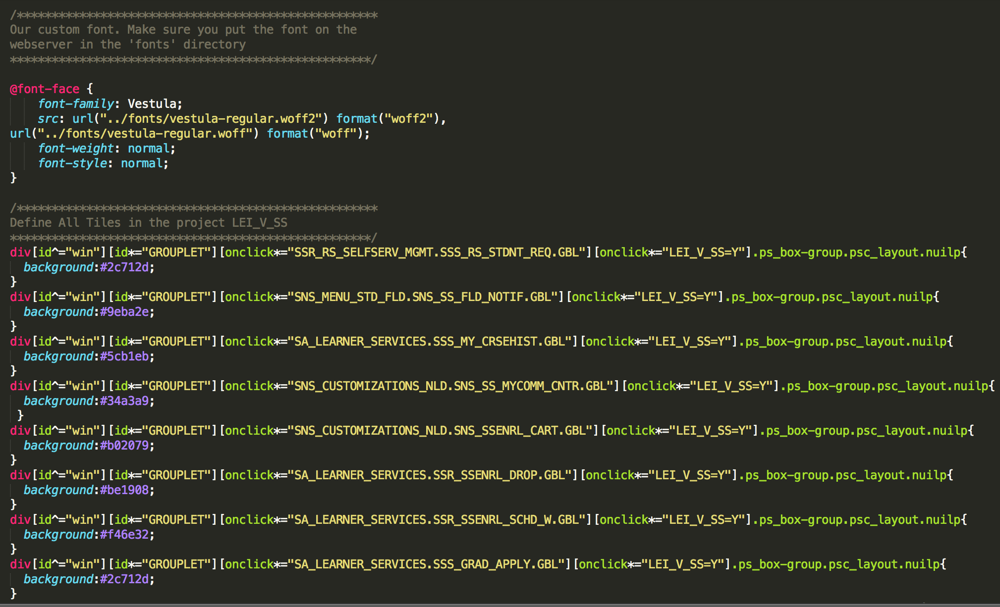 /****************************************************
Our custom font. Make sure you put the font on the
webserver in the 'fonts' directory
****************************************************/
@font-face {
    font-family: Vestula;
    src: url("../fonts/vestula-regular.woff2") format("woff2"),
url("../fonts/vestula-regular.woff") format("woff");
    font-weight: normal;
    font-style: normal;
}
/****************************************************
Define All Tiles in the project LEI_V_SS
****************************************************/
div[id^="win"][id*="GROUPLET"][onclick*="SSR_RS_SELFSERV_MGMT.SSS_RS_STDNT_REQ.GBL"][onclick*="LEI_V_SS=Y"].ps_box-group.psc_layout.nuilp{
  background:#2c712d;
}
div[id^="win"][id*="GROUPLET"][onclick*="SNS_MENU_STD_FLD.SNS_SS_FLD_NOTIF.GBL"][onclick*="LEI_V_SS=Y"].ps_box-group.psc_layout.nuilp{
  background:#9eba2e;
}
div[id^="win"][id*="GROUPLET"][onclick*="SA_LEARNER_SERVICES.SSS_MY_CRSEHIST.GBL"][onclick*="LEI_V_SS=Y"].ps_box-group.psc_layout.nuilp{
  background:#5cb1eb;
}
div[id^="win"][id*="GROUPLET"][onclick*="SNS_CUSTOMIZATIONS_NLD.SNS_SS_MYCOMM_CNTR.GBL"][onclick*="LEI_V_SS=Y"].ps_box-group.psc_layout.nuilp{
  background:#34a3a9;
 }
div[id^="win"][id*="GROUPLET"][onclick*="SNS_CUSTOMIZATIONS_NLD.SNS_SSENRL_CART.GBL"][onclick*="LEI_V_SS=Y"].ps_box-group.psc_layout.nuilp{
  background:#b02079;
}
div[id^="win"][id*="GROUPLET"][onclick*="SA_LEARNER_SERVICES.SSR_SSENRL_DROP.GBL"][onclick*="LEI_V_SS=Y"].ps_box-group.psc_layout.nuilp{
  background:#be1908;
}
div[id^="win"][id*="GROUPLET"][onclick*="SA_LEARNER_SERVICES.SSR_SSENRL_SCHD_W.GBL"][onclick*="LEI_V_SS=Y"].ps_box-group.psc_layout.nuilp{
  background:#f46e32;
}
div[id^="win"][id*="GROUPLET"][onclick*="SA_LEARNER_SERVICES.SSS_GRAD_APPLY.GBL"][onclick*="LEI_V_SS=Y"].ps_box-group.psc_layout.nuilp{
  background:#2c712d;
}